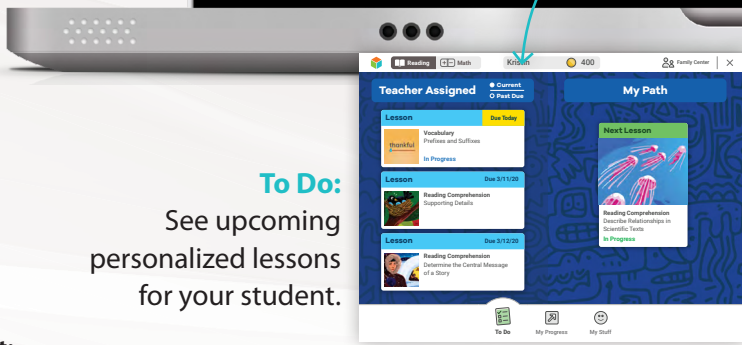 Reading
Math
Kristin
400
Family Center
Teacher Assigned
Current
Past Due
My Path
Lesson
Due Today
thankful
Vocabulary
Prefixes and Suffixes
In Progress
Lesson
Due 3/11/20
Reading Comprehension
Supporting Details
Lesson
Due 3/12/20
Reading Comprehension
Determine the Central Message
of a Story
Next Lesson
Reading Comprehension
Describe Relationships in
Scientific Texts
In Progress
To Do
My Progress
My Stuff
To Do:
See upcoming
personalized lessons
for your student.